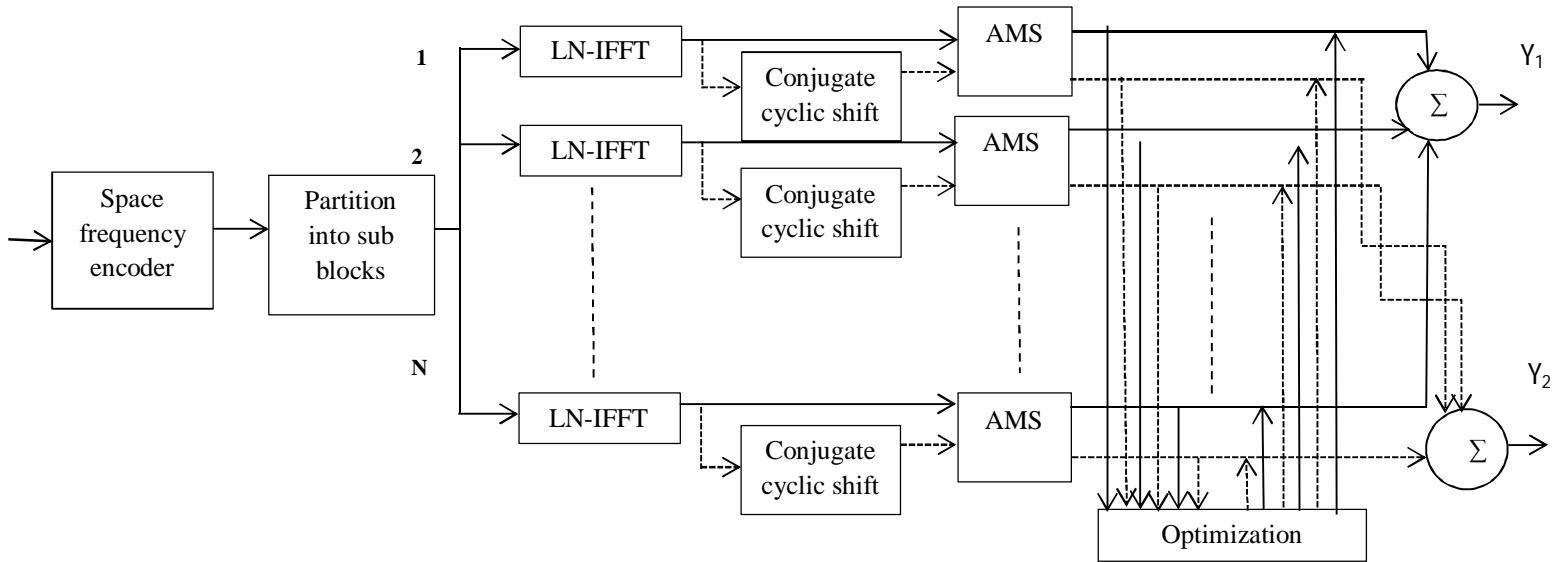 Space
frequency
encoder
Partition
into sub
blocks
1
2
N
LN-IFFT
Conjugate
cyclic shift
AMS
LN-IFFT
Conjugate
cyclic shift
AMS
LN-IFFT
Conjugate
cyclic shift
AMS
Optimization
Σ
Y₁
Σ
Y₂